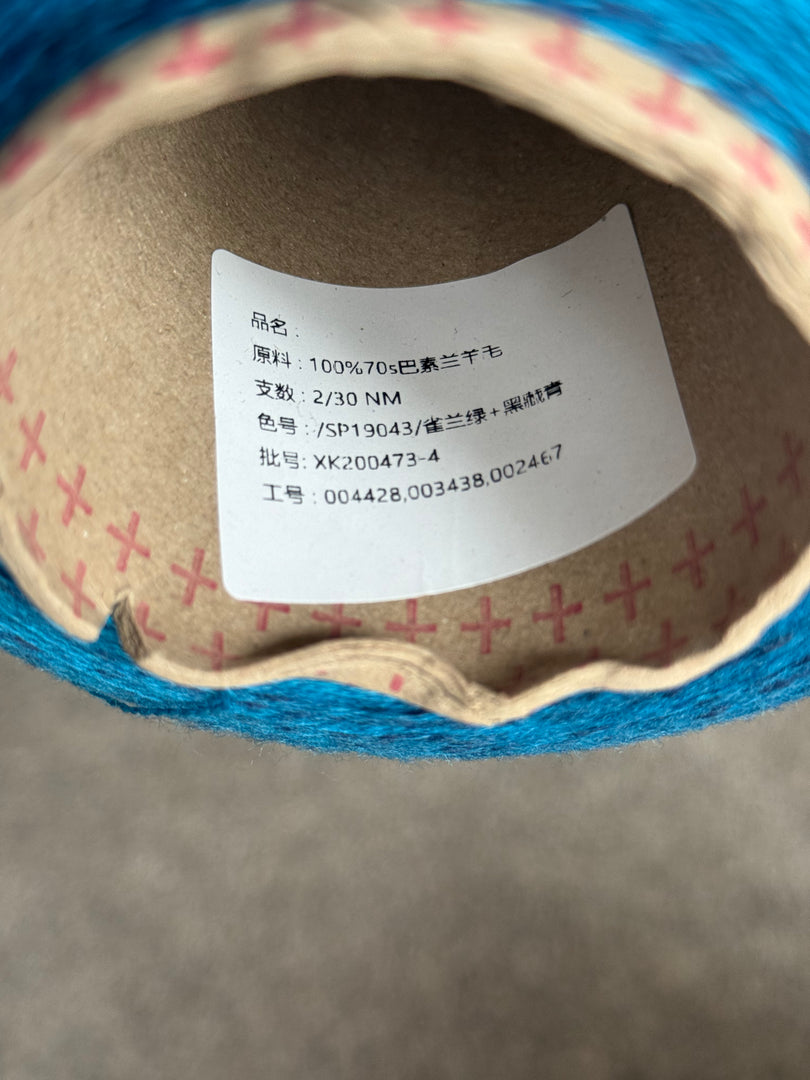 品名 :
原料 : 100%70s巴素兰羊毛
支数 : 2/30 NM
色号 : /SP19043/雀兰绿+黑藏青
批号: XK200473-4
工号 : 004428,003438,002467